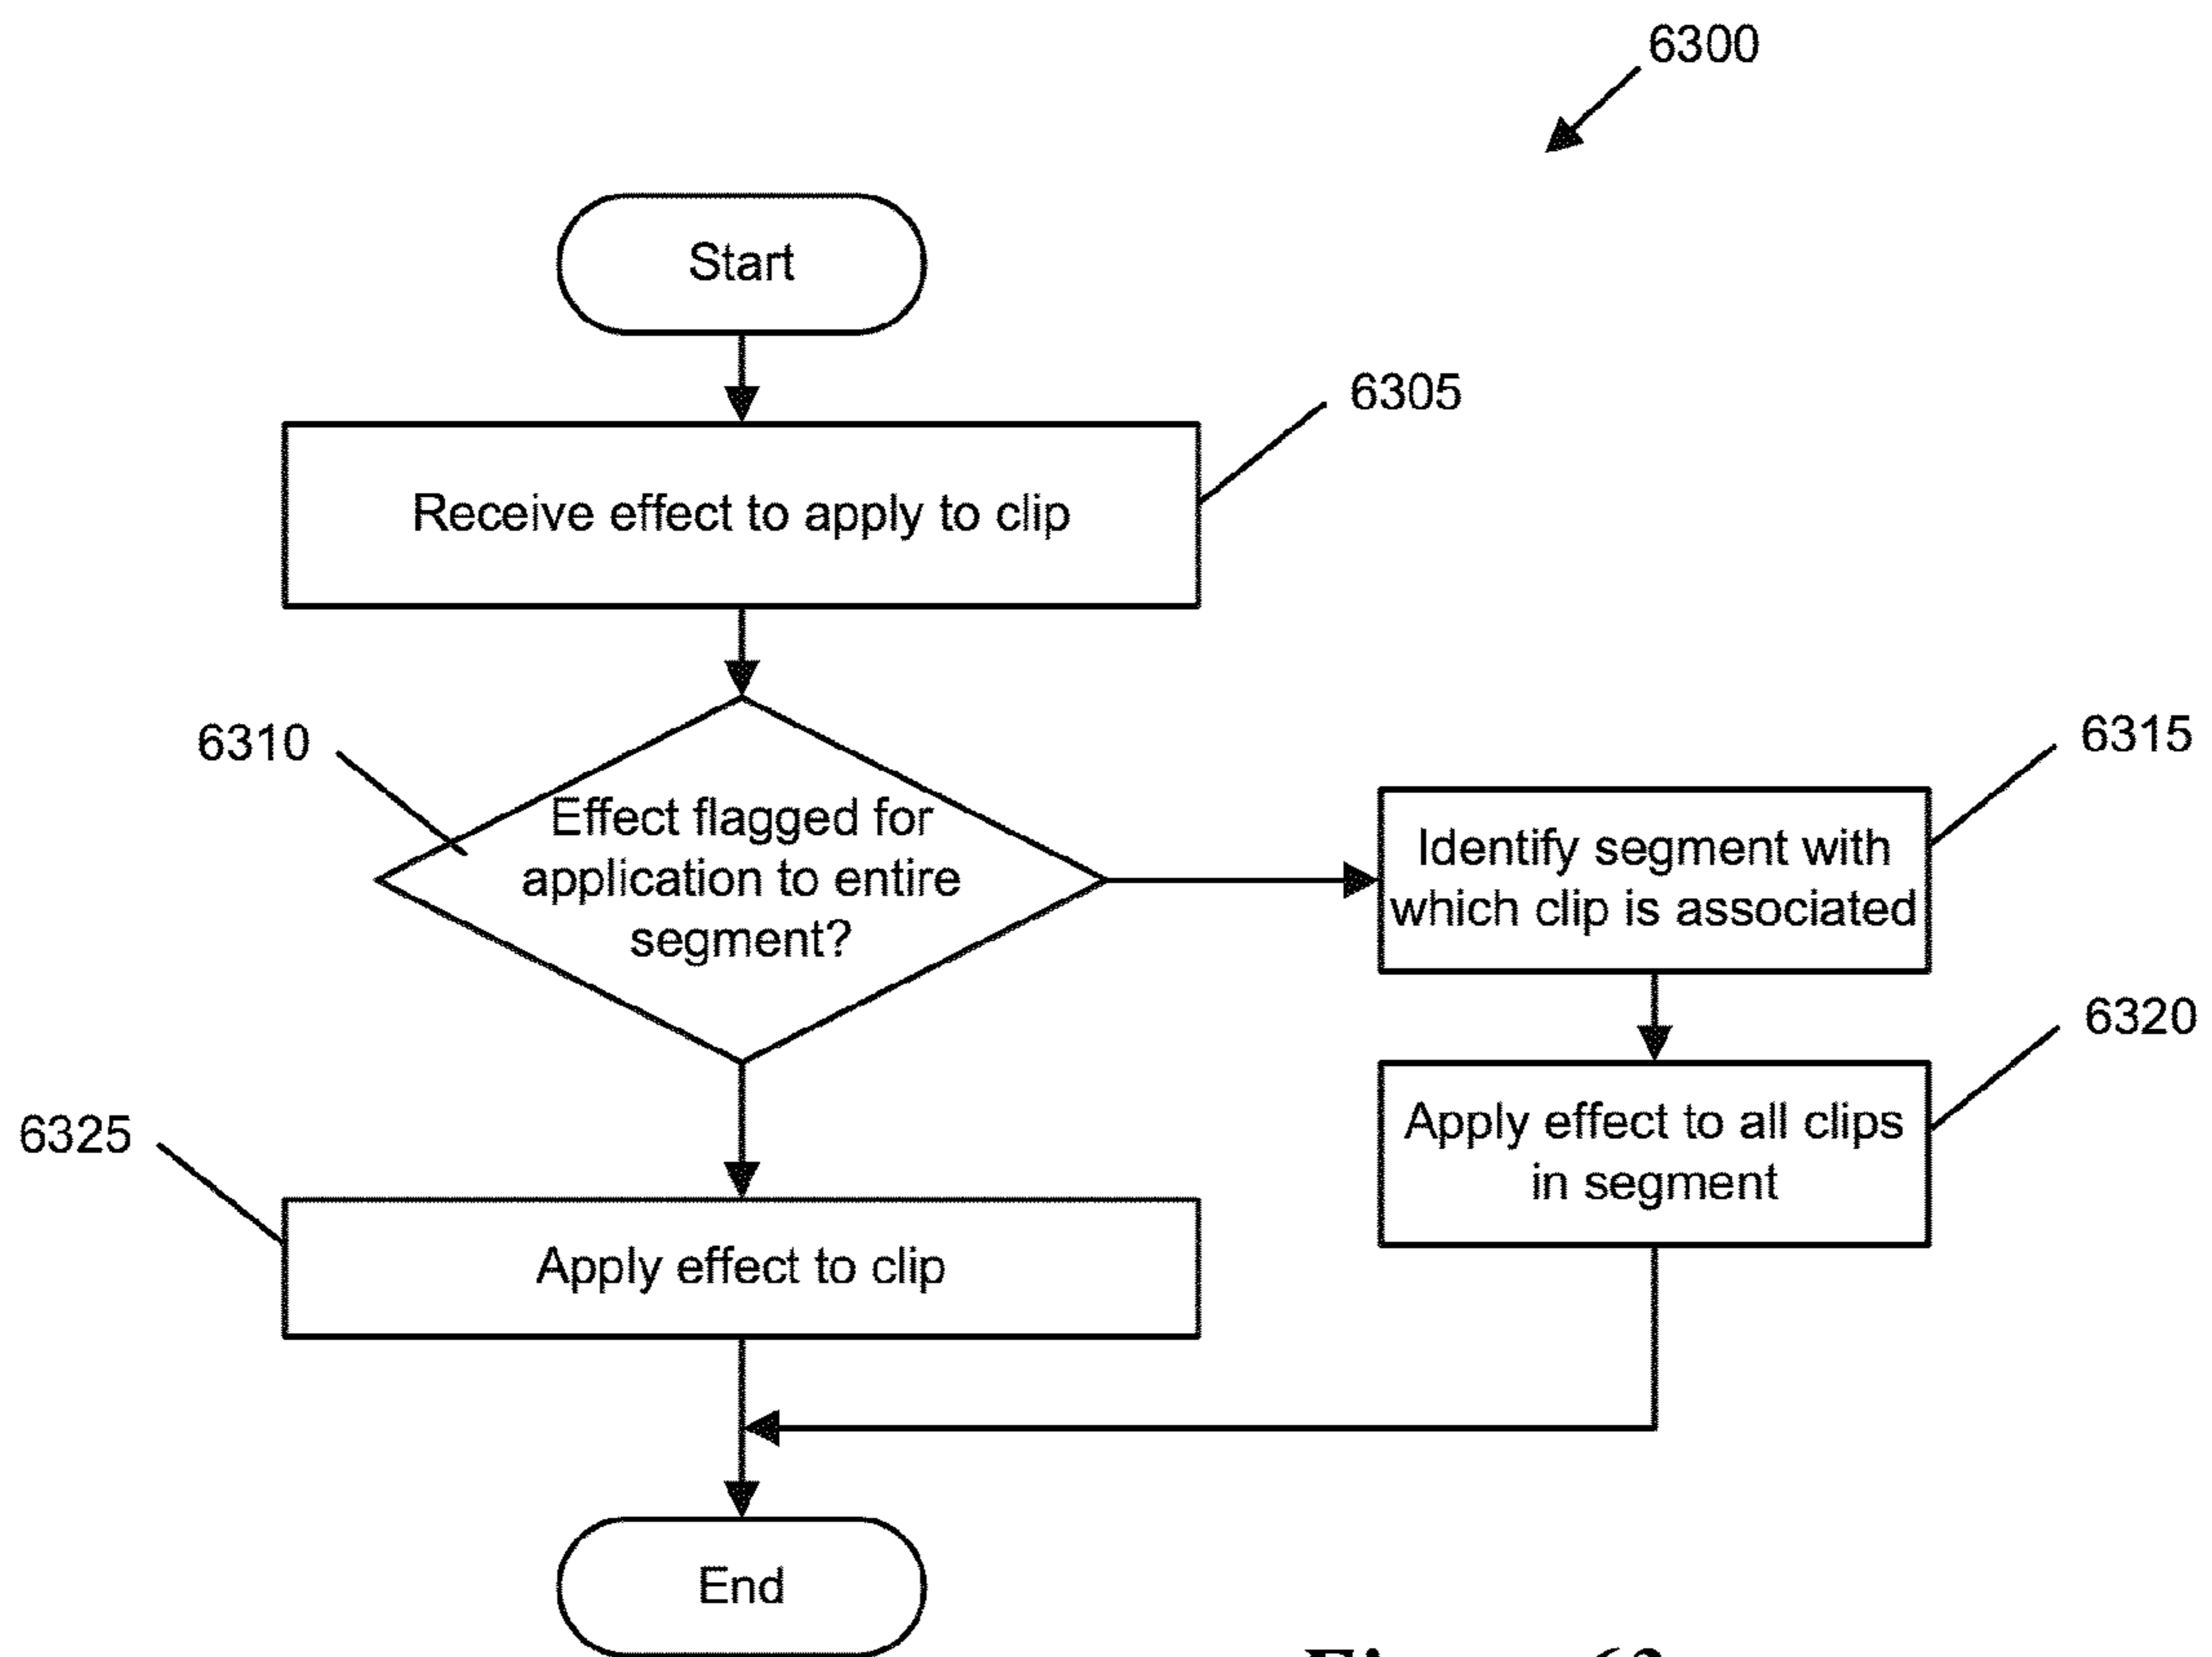 6300
Start
6305
Receive effect to apply to clip
6310
Effect flagged for
application to entire
segment?
6315
Identify segment with
which clip is associated
6320
Apply effect to all clips
in segment
6325
Apply effect to clip
End